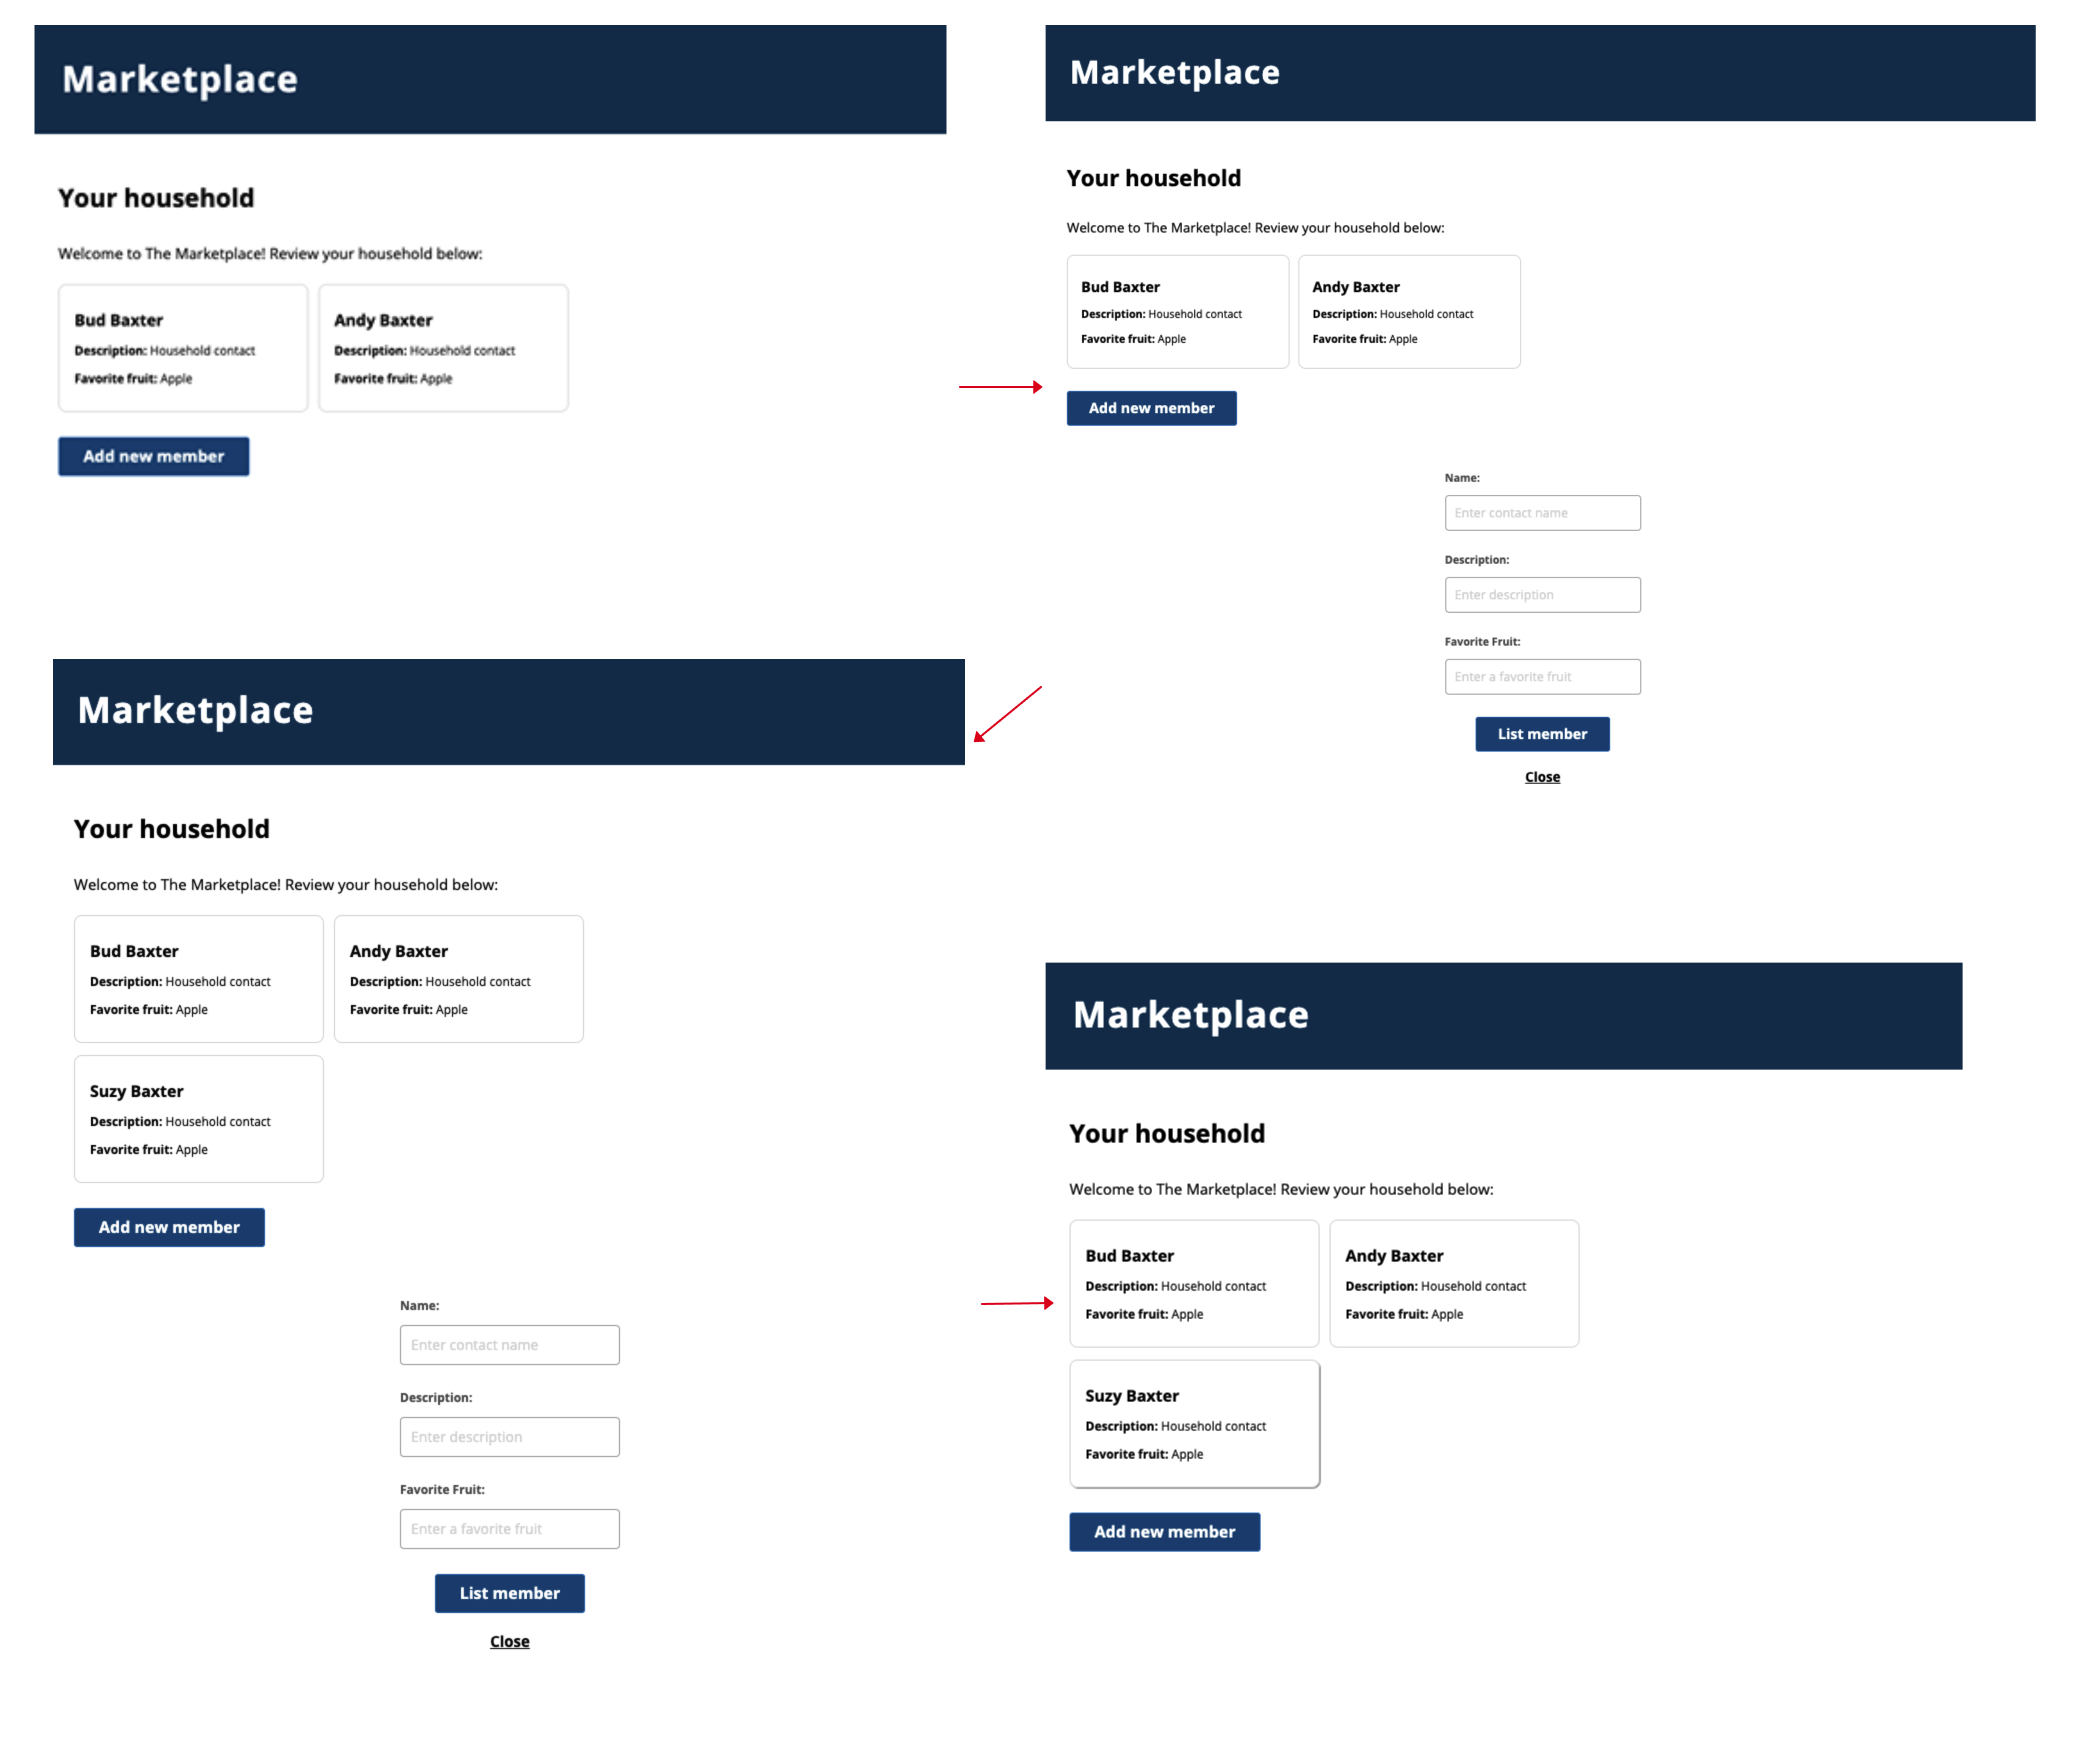 Marketplace
Your household
Welcome to The Marketplace! Review your household below:
Bud Baxter
Description: Household contact
Favorite fruit: Apple
Andy Baxter
Description: Household contact
Favorite fruit: Apple
Add new member
Marketplace
Your household
Welcome to The Marketplace! Review your household below:
Bud Baxter
Description: Household contact
Favorite fruit: Apple
Andy Baxter
Description: Household contact
Favorite fruit: Apple
Add new member
Name:
Enter contact name
Description:
Enter description
Favorite Fruit:
Enter a favorite fruit
List member
Close
Marketplace
Your household
Welcome to The Marketplace! Review your household below:
Bud Baxter
Description: Household contact
Favorite fruit: Apple
Andy Baxter
Description: Household contact
Favorite fruit: Apple
Suzy Baxter
Description: Household contact
Favorite fruit: Apple
Add new member
Name:
Enter contact name
Description:
Enter description
Favorite Fruit:
Enter a favorite fruit
List member
Close
Marketplace
Your household
Welcome to The Marketplace! Review your household below:
Bud Baxter
Description: Household contact
Favorite fruit: Apple
Andy Baxter
Description: Household contact
Favorite fruit: Apple
Suzy Baxter
Description: Household contact
Favorite fruit: Apple
Add new member